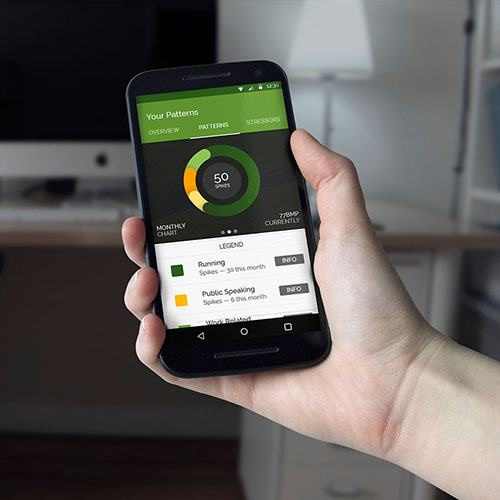 12:30
Your Patterns
OVERVIEW PATTERNS STRESSORS
50
SPIKES
MONTHLY
CHART
77BMP
CURRENTLY
LEGEND
Running
Spikes — 30 this month
INFO
Public Speaking
Spikes — 6 this month
INFO
Work Related